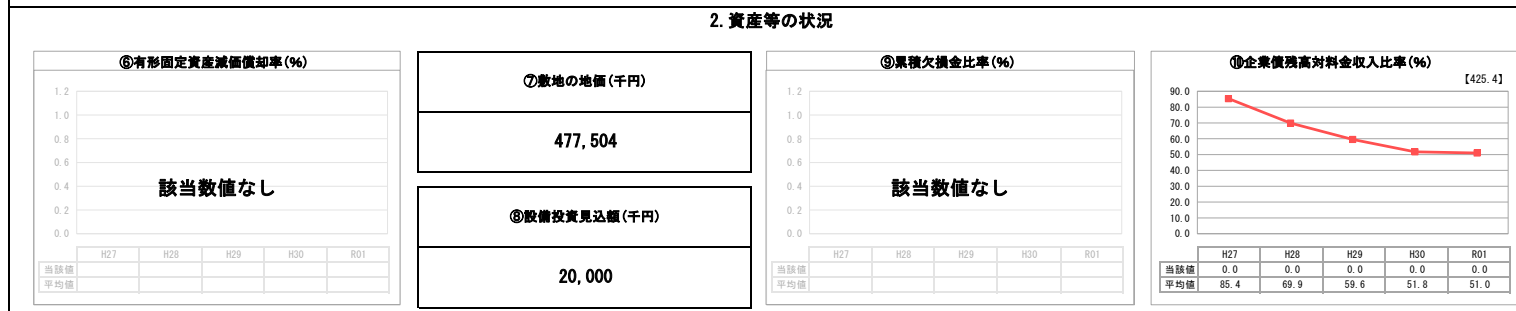 2.資産等の状況
⑥有形固定資産減価償却率(%)
1.2
1.0
0.8
0.6
0.4
0.2
0.0
該当数値なし
H27 H28 H29 H30 R01
当該値
平均値
⑦敷地の地価(千円)
477,504
⑧設備投資見込額(千円)
20,000
⑨累積欠損金比率(%)
1.2
1.0
0.8
0.6
0.4
0.2
0.0
該当数値なし
H27 H28 H29 H30 R01
当該値
平均値
⑩企業債残高対料金収入比率(%)
【425.4】
90.0
80.0
70.0
60.0
50.0
40.0
30.0
20.0
10.0
0.0
H27 H28 H29 H30 R01
当該値 0.0 0.0 0.0 0.0 0.0
平均値 85.4 69.9 59.6 51.8 51.0